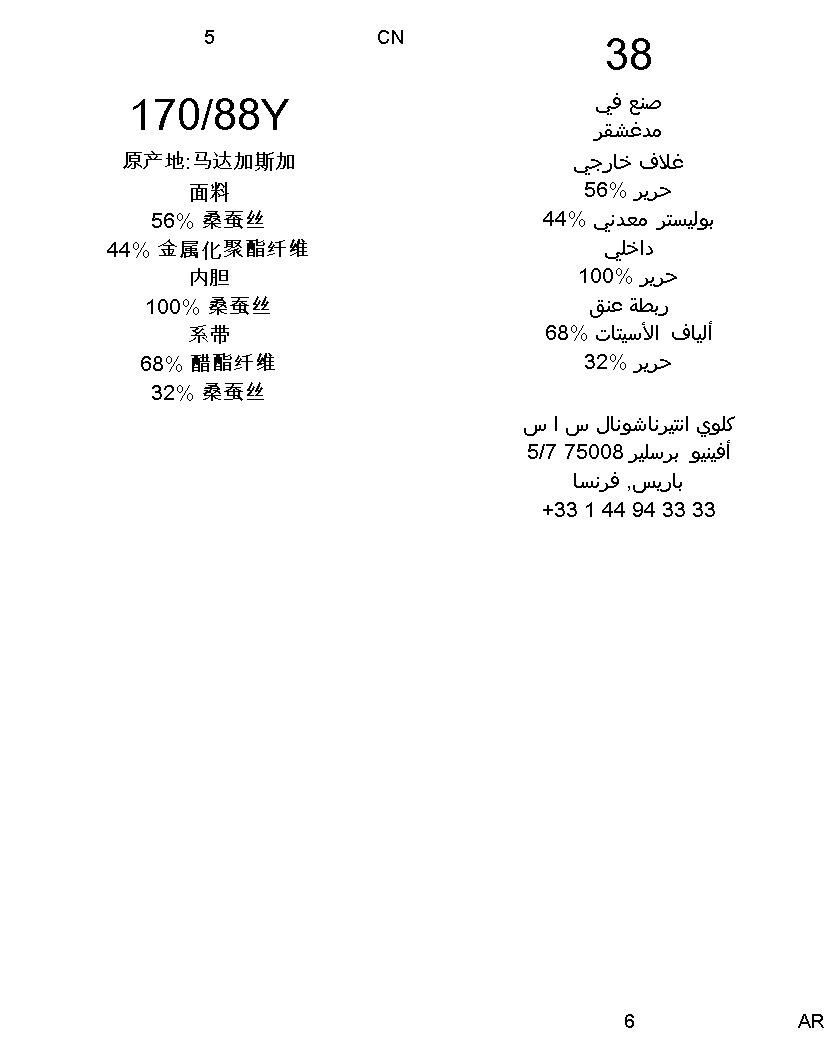 5
CN
170/88Y
原产地:马达加斯加
面料
56% 桑蚕丝
44% 金属化聚酯纤维
内胆
100% 桑蚕丝
系带
68% 醋酯纤维
32% 桑蚕丝
38
صنع في
مدغشقر
غلاف خارجي
حرير %56
بوليستر معدني %44
داخلي
حرير %100
ربطة عنق
ألياف الأسيتات %68
حرير %32
كلوي انتيرناشونال س ا س
أفينيو برسلير 75008 5/7
باريس, فرنسا
+33 1 44 94 33 33
6
AR